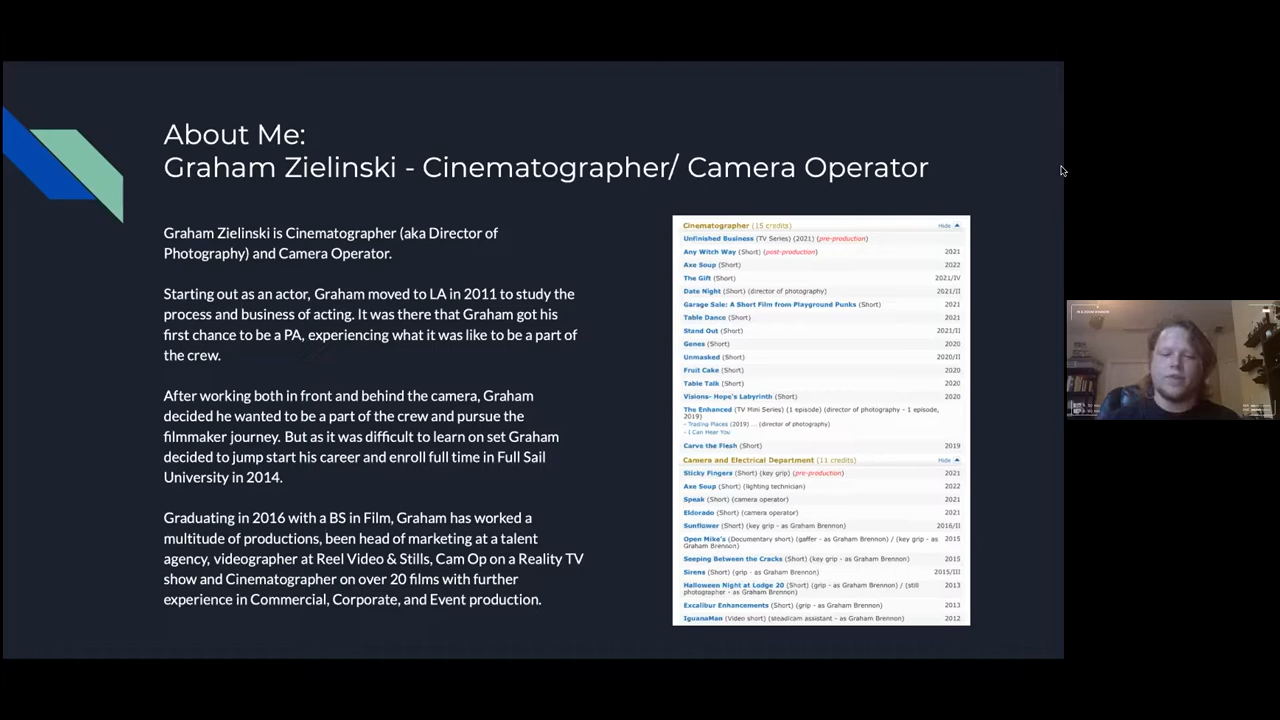 About Me:
Graham Zielinski - Cinematographer/ Camera Operator
Graham Zielinski is Cinematographer (aka Director of
Photography) and Camera Operator.
Starting out as an actor, Graham moved to LA in 2011 to study the
process and business of acting. It was there that Graham got his
first chance to be a PA, experiencing what it was like to be a part of
the crew.
After working both in front and behind the camera, Graham
decided he wanted to be a part of the crew and pursue the
filmmaker journey. But as it was difficult to learn on set Graham
decided to jump start his career and enroll full time in Full Sail
University in 2014.
Graduating in 2016 with a BS in Film, Graham has worked a
multitude of productions, been head of marketing at a talent
agency, videographer at Reel Video & Stills, Cam Op on Reality TV
show and Cinematographer on over 20 films with further
experience in Commercial, Corporate, and Event production.
Cinematographer (15 credits) Hide
Unfinished Business (TV Series) (2021) (pre-production)
Any Witch Way (Short) (post-production) 2021
Axe Soup (Short) 2022
The Gift (Short) 2021/IV
Date Night (Short) (director of photography) 2021/II
Garage Sale: A Short Film from Playground Punks (Short) 2021
Table Dance (Short) 2021
Stand Out (Short) 2021/II
Genes (Short) 2020
Unmasked (Short) 2020/II
Fruit Cake (Short) 2020
Table Talk (Short) 2020
Visions- Hope's Labyrinth (Short) 2020
The Enhanced (TV Mini Series) (1 episode) (director of photography - 1 episode,
2019)
- Trading Places (2019) ... (director of photography)
- I Can Hear You
Carve the Flesh (Short) 2019
Camera and Electrical Department (11 credits) Hide
Sticky Fingers (Short) (key grip) (pre-production) 2021
Axe Soup (Short) (lighting technician) 2022
Speak (Short) (camera operator) 2021
Eldorado (Short) (camera operator) 2021
Sunflower (Short) (key grip - as Graham Brennon) 2016/II
Open Mike's (Documentary short) (gaffer - as Graham Brennon) / (key grip - as 2015
Graham Brennon)
Seeping Between the Cracks (Short) (key grip - as Graham Brennon) 2015
Sirens (Short) (grip - as Graham Brennon) 2015/III
Halloween Night at Lodge 20 (Short) (grip - as Graham Brennon) / (still 2013
photographer - as Graham Brennon)
Excalibur Enhancements (Short) (grip - as Graham Brennon) 2013
IguanaMan (Video short) (steadicam assistant - as Graham Brennon) 2012